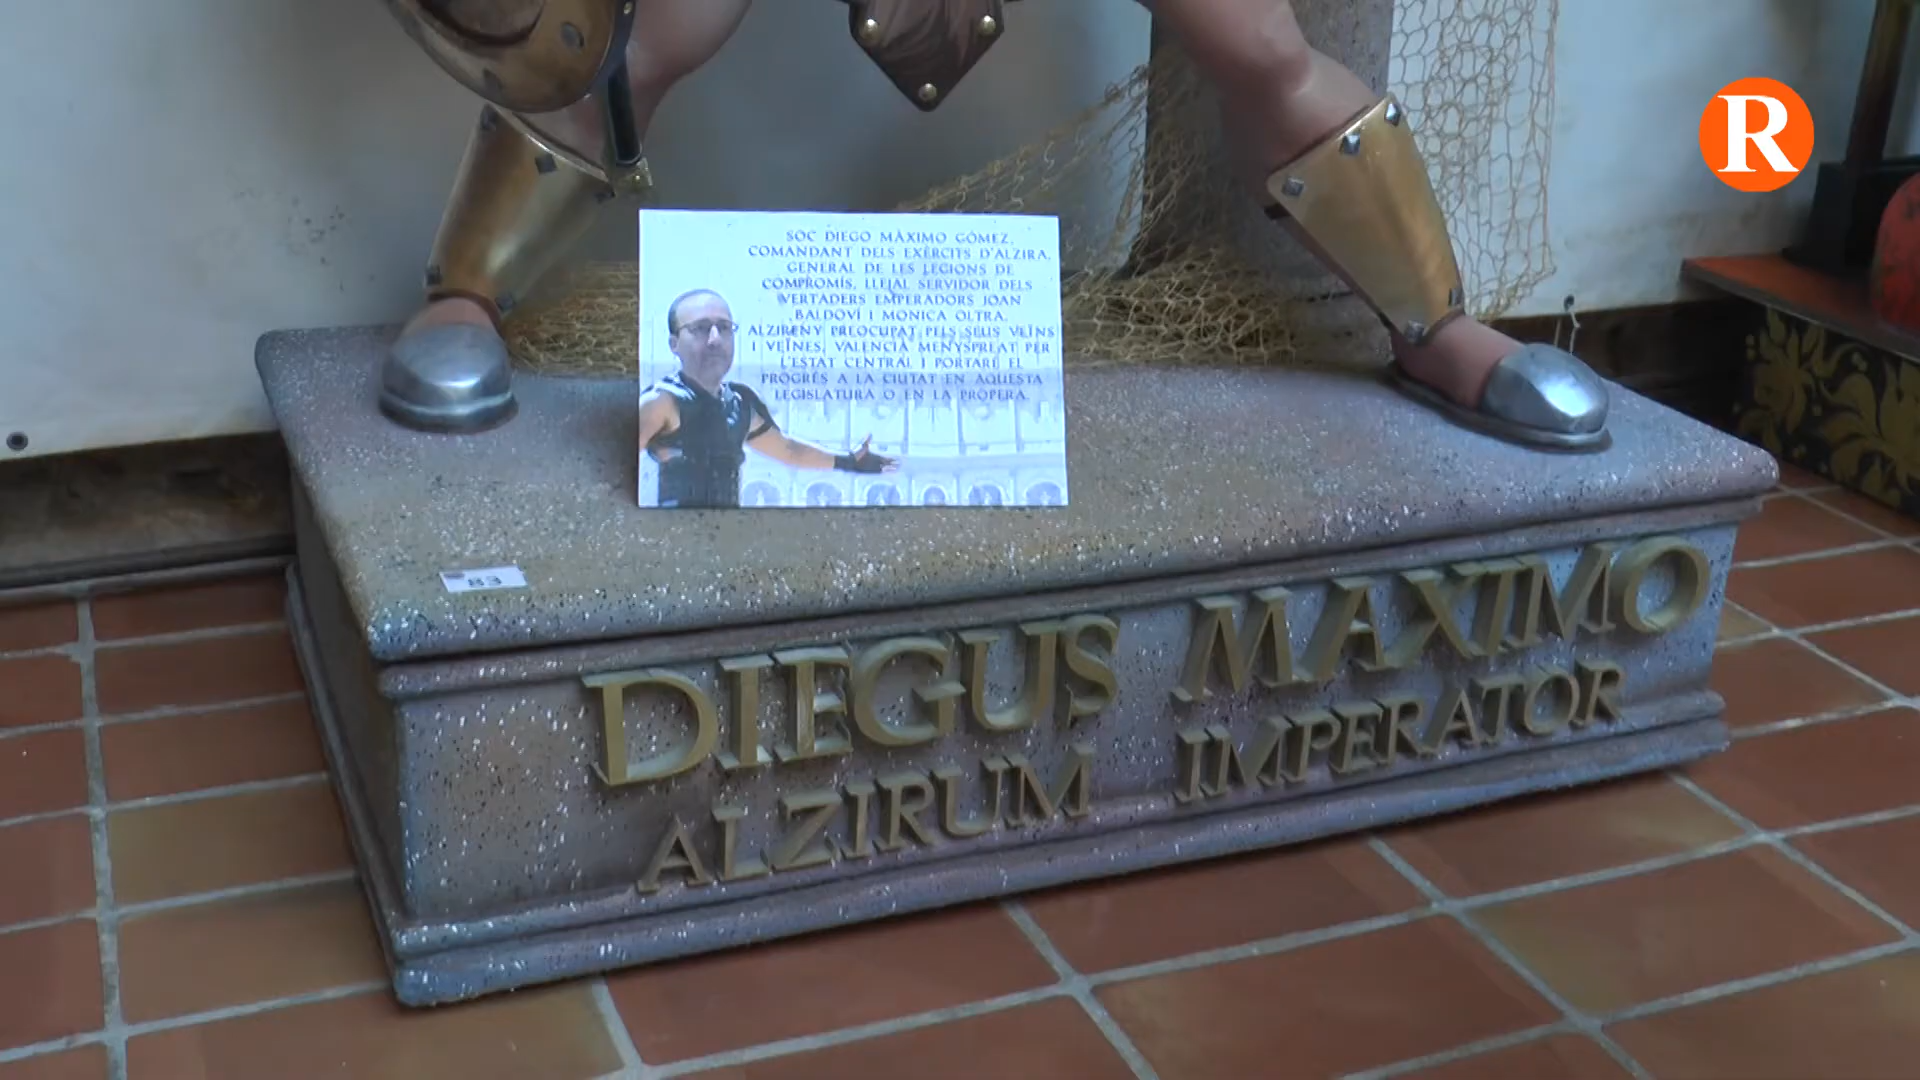 R
SOC DIEGO MÀXIMO GÓMEZ,
COMANDANT DELS EXÈRCITS D'ALZIRA,
GENERAL DE LES LEGIONS DE
COMPROMÍS, LLEIAL SERVIDOR DELS
VERTADERS EMPERADORS JOAN
BALDOVÍ I MONICA OLTRA.
ALZIRENY PREOCUPAT PELS SEUS VEÏNS
I VEÏNES, VALENCIÀ MENYSPREAT PER
L'ESTAT CENTRAL I PORTARÉ EL
PROGRÉS A LA CIUTAT EN AQUESTA
LEGISLATURA O EN LA PRÒPERA.
83
DIEGUS MAXIMO
ALZIRUM IMPERATOR